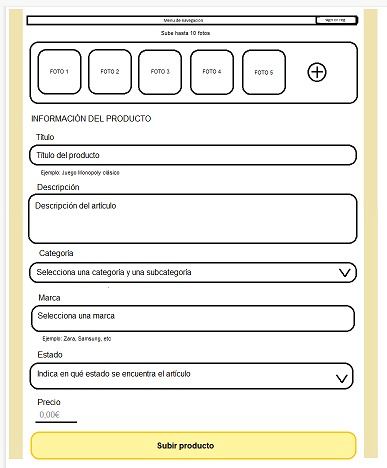 Menu de navegacion
sign on reg
Sube hasta 10 fotos
FOTO 1 FOTO 2 FOTO 3 FOTO 4 FOTO 5
INFORMACIÓN DEL PRODUCTO
Título
Título del producto
Ejemplo: Juego Monopoly clásico
Descripción
Descripción del artículo
Categoría
Selecciona una categoría y una subcategoría
Marca
Selecciona una marca
Ejemplo: Zara, Samsung, etc
Estado
Indica en qué estado se encuentra el artículo
Precio
0,00€
Subir producto